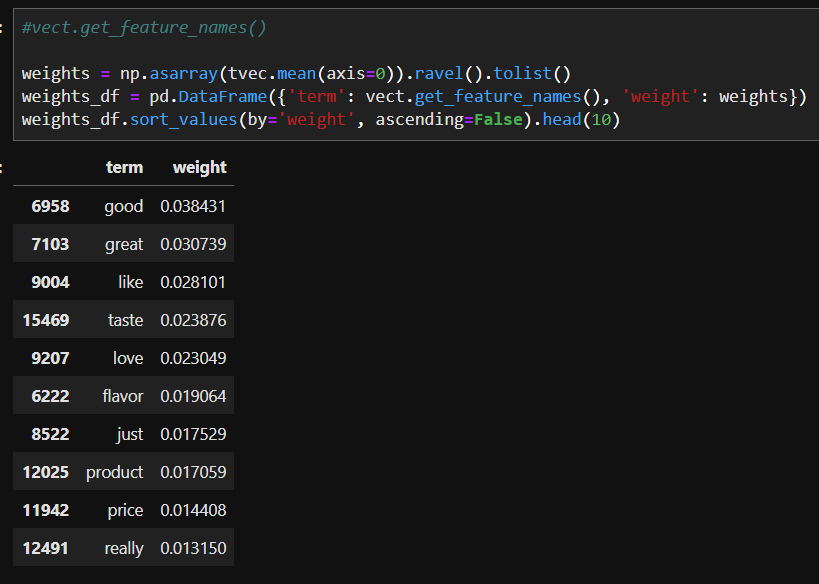 :
#vect.get_feature_names()
weights = np.asarray(tvec.mean(axis=0)).ravel().tolist()
weights_df = pd.DataFrame({'term': vect.get_feature_names(), 'weight': weights})
weights_df.sort_values(by='weight', ascending=False).head(10)
:
term weight
6958 good 0.038431
7103 great 0.030739
9004 like 0.028101
15469 taste 0.023876
9207 love 0.023049
6222 flavor 0.019064
8522 just 0.017529
12025 product 0.017059
11942 price 0.014408
12491 really 0.013150